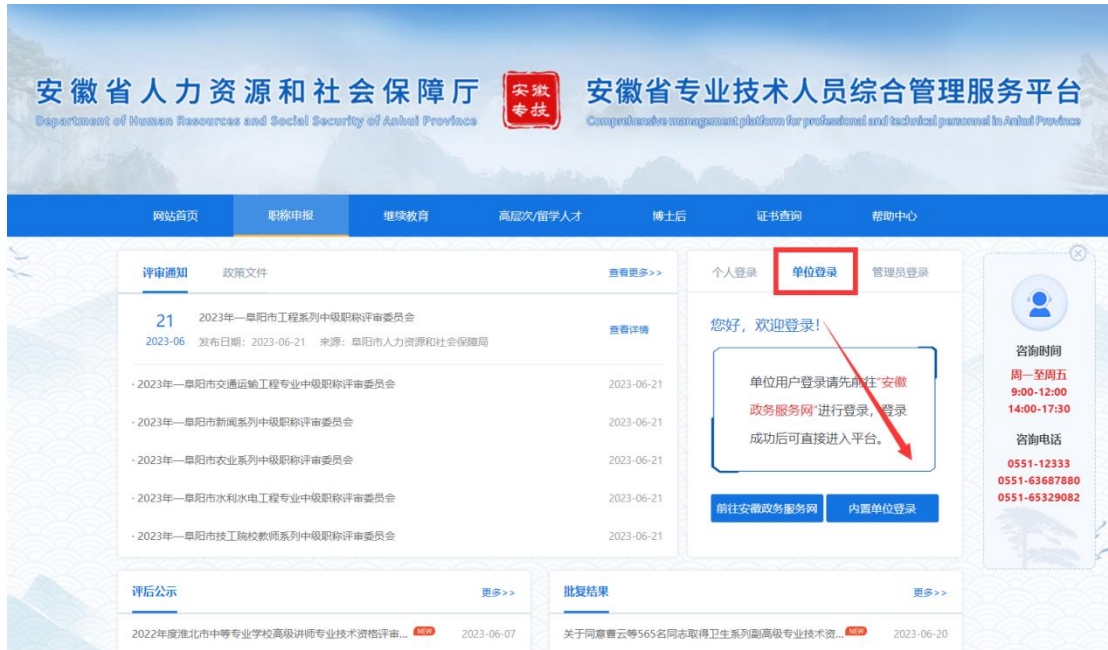 安徽省人力资源和社会保障厅
Department of Human Resources and Social Security of Anhui Province
安徽
专技
安徽省专业技术人员综合管理服务平台
Comprehensive management platform for professional and technical personnel in Anhui Province
网站首页 职称申报 继续教育 高层次/留学人才 博士后 证书查询 帮助中心
评审通知 政策文件 查看更多>>
21
2023-06
2023年—阜阳市工程系列中级职称评审委员会
发布日期：2023-06-21 来源：阜阳市人力资源和社会保障局
查看详情
·2023年—阜阳市交通运输工程专业中级职称评审委员会 2023-06-21
·2023年—阜阳市新闻系列中级职称评审委员会 2023-06-21
·2023年—阜阳市农业系列中级职称评审委员会 2023-06-21
·2023年—阜阳市水利水电工程专业中级职称评审委员会 2023-06-21
·2023年—阜阳市技工院校教师系列中级职称评审委员会 2023-06-21
个人登录 单位登录 管理员登录
您好，欢迎登录！
单位用户登录请先前往"安徽
政务服务网"进行登录，登录
成功后可直接进入平台。
前往安徽政务服务网 内置单位登录
咨询时间
周一至周五
9:00-12:00
14:00-17:30
咨询电话
0551-12333
0551-63687880
0551-65329082
评后公示 更多>>
2022年度淮北市中等专业学校高级讲师专业技术资格评审... NEW 2023-06-07
批复结果 更多>>
关于同意曹云等565名同志取得卫生系列副高级专业技术资... NEW 2023-06-20